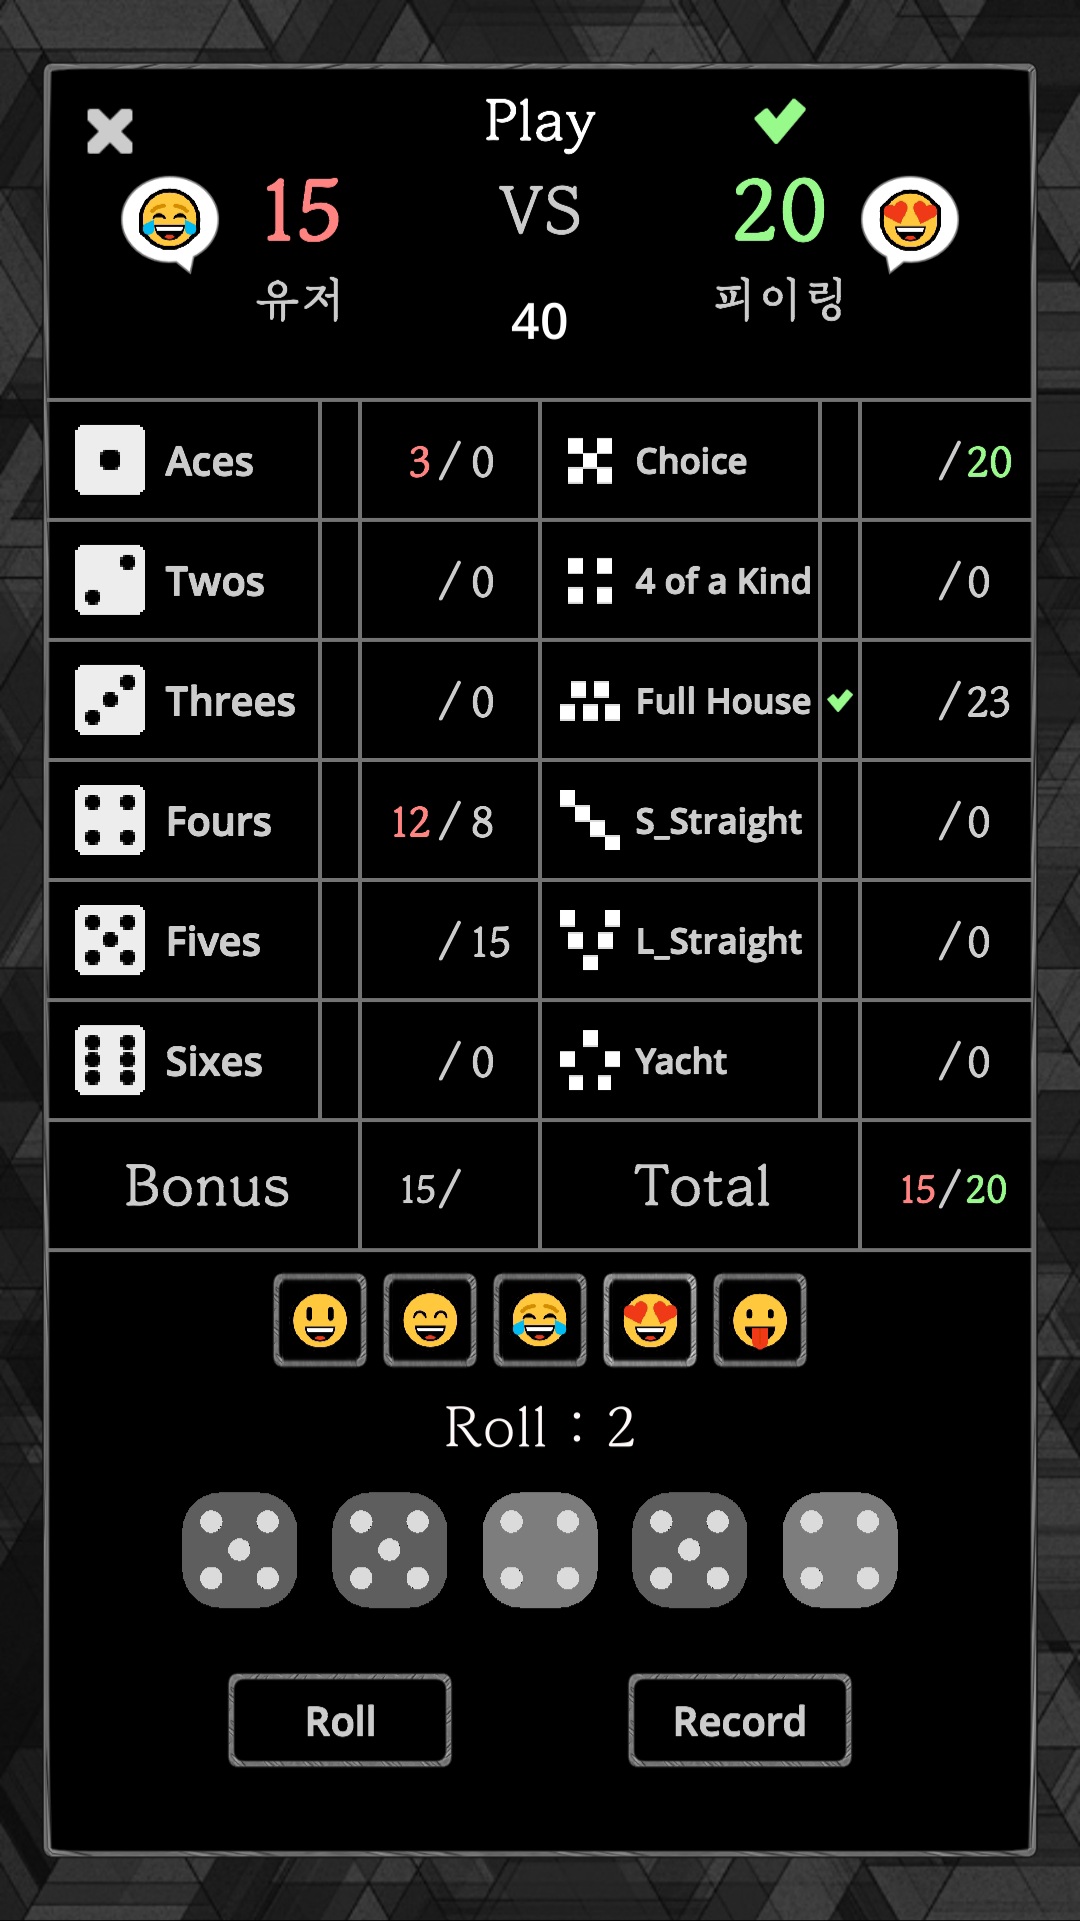 Play
15 VS 20
유저 40 피이링
Aces 3/0 Choice /20
Twos /0 4 of a Kind /0
Threes /0 Full House /23
Fours 12/8 S_Straight /0
Fives /15 L_Straight /0
Sixes /0 Yacht /0
Bonus 15/ Total 15/20
Roll : 2
Roll Record